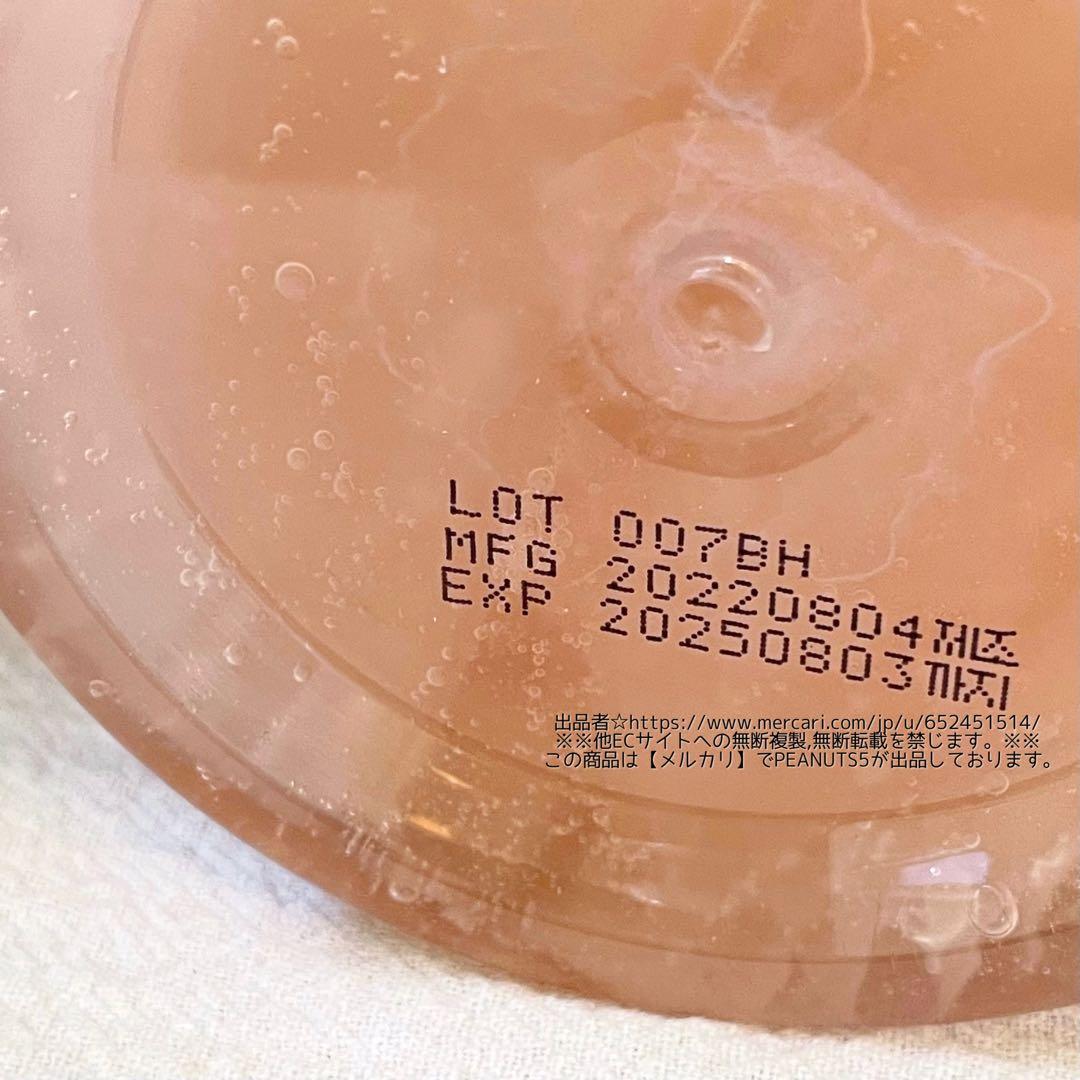 LOT 007BH
MFG 20220804제조
EXP 20250803까지
出品者☆https://www.mercari.com/jp/u/652451514/
※※他ECサイトへの無断複製,無断転載を禁じます。※※
この商品は【メルカリ】でPEANUTS5が出品しております。